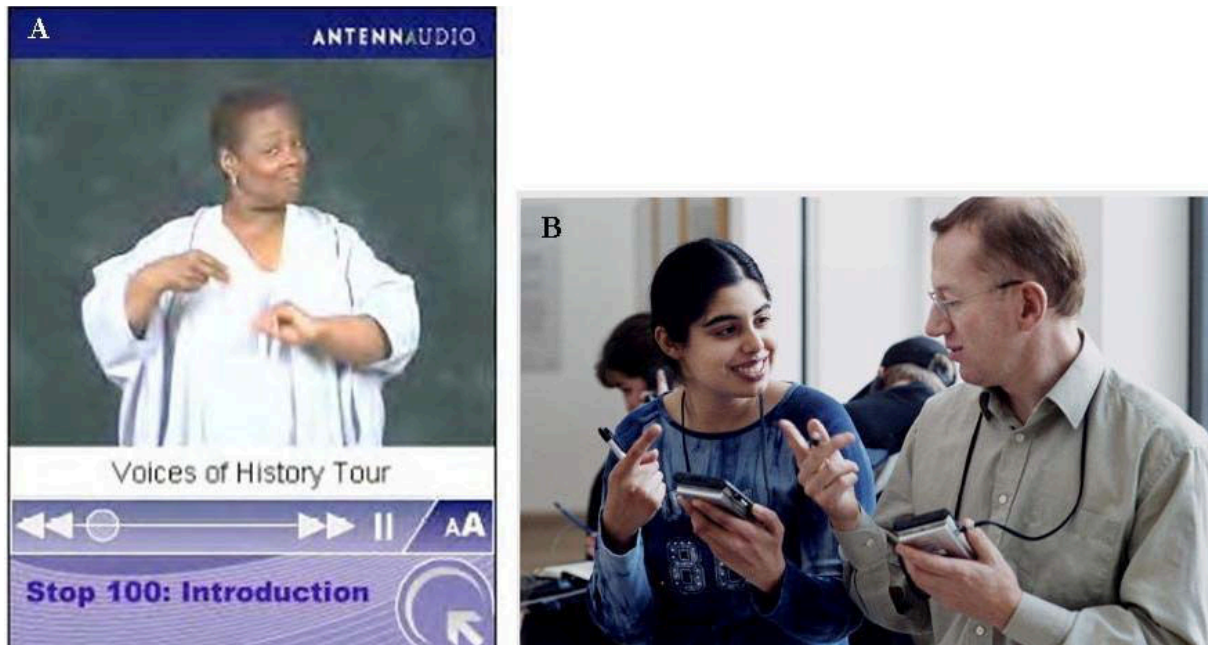 A
ANTENNAUDIO
Voices of History Tour
AA
Stop 100: Introduction
B